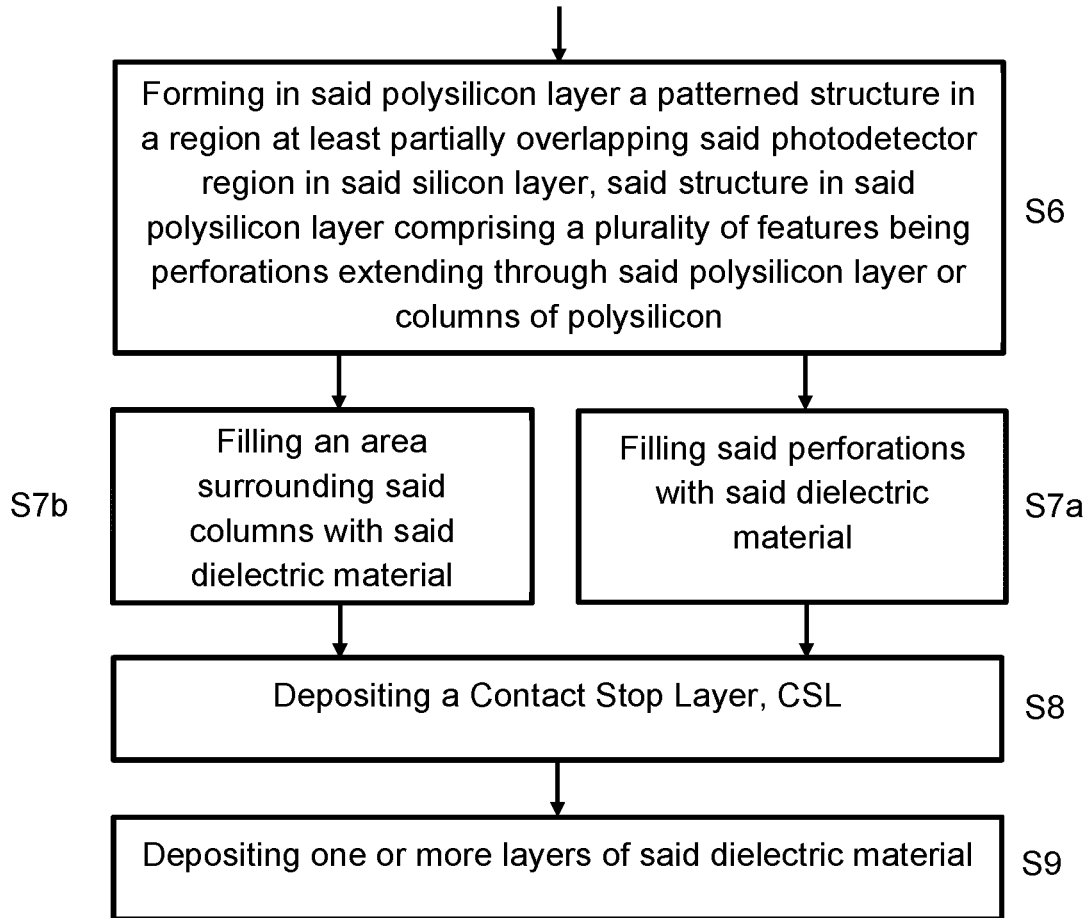 Forming in said polysilicon layer a patterned structure in
a region at least partially overlapping said photodetector
region in said silicon layer, said structure in said
polysilicon layer comprising a plurality of features being
perforations extending through said polysilicon layer or
columns of polysilicon
S6
S7b
Filling an area
surrounding said
columns with said
dielectric material
Filling said perforations
with said dielectric
material
S7a
Depositing a Contact Stop Layer, CSL
S8
Depositing one or more layers of said dielectric material
S9